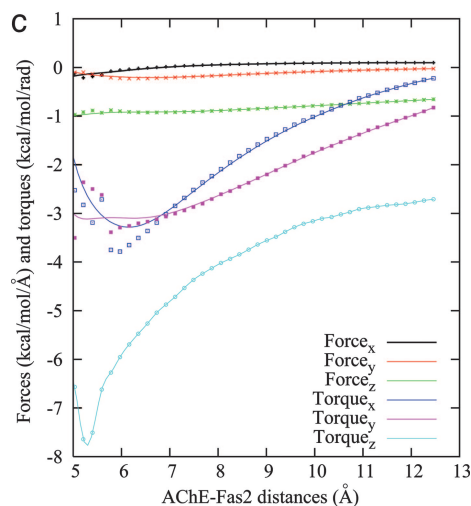 C
Forces (kcal/mol/Å) and torques (kcal/mol/rad)
1
0
-1
-2
-3
-4
-5
-6
-7
-8
Force_x
Force_y
Force_z
Torque_x
Torque_y
Torque_z
5 6 7 8 9 10 11 12 13
AChE-Fas2 distances (Å)